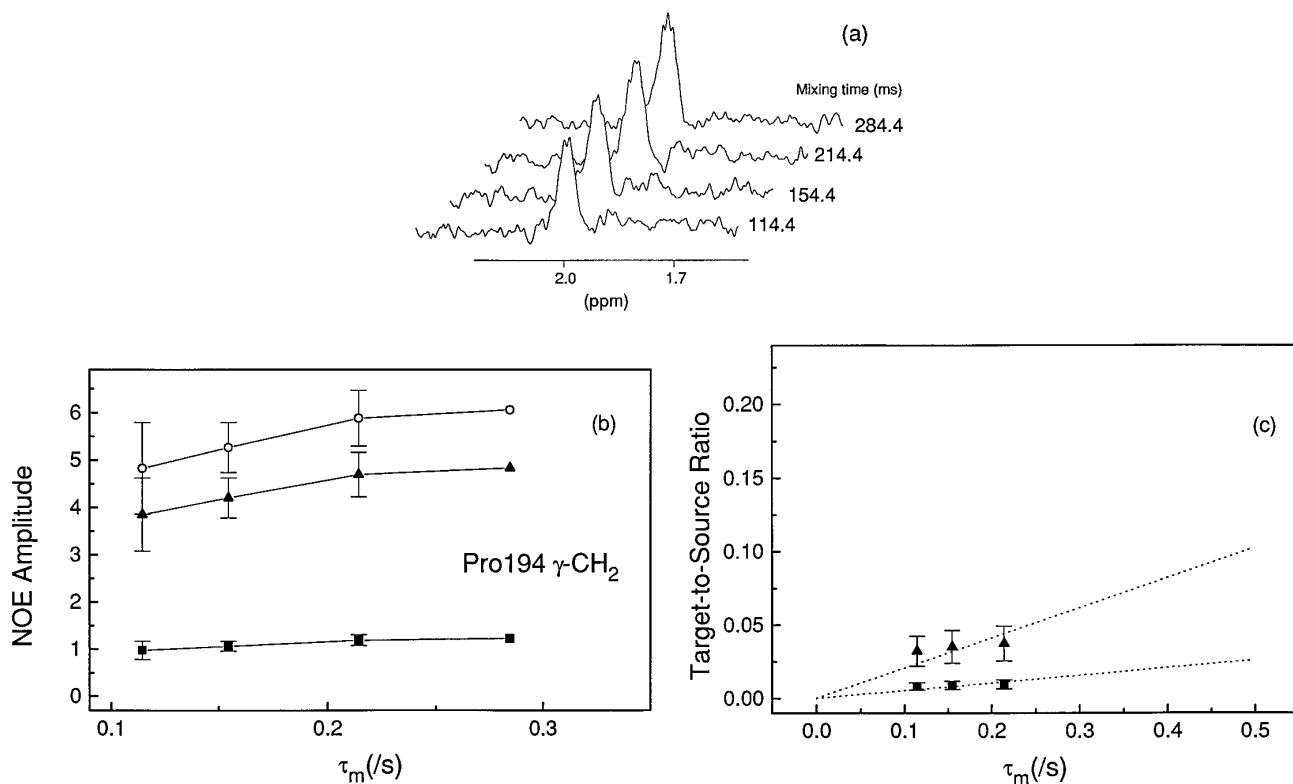 (a)
Mixing time (ms)
284.4
214.4
154.4
114.4
2.0 1.7
(ppm)
(b)
NOE Amplitude
6
5
4
3
2
1
0
Pro194 γ-CH2
0.1 0.2 0.3
τm(/s)
(c)
Target-to-Source Ratio
0.20
0.15
0.10
0.05
0.00
0.0 0.1 0.2 0.3 0.4 0.5
τm(/s)